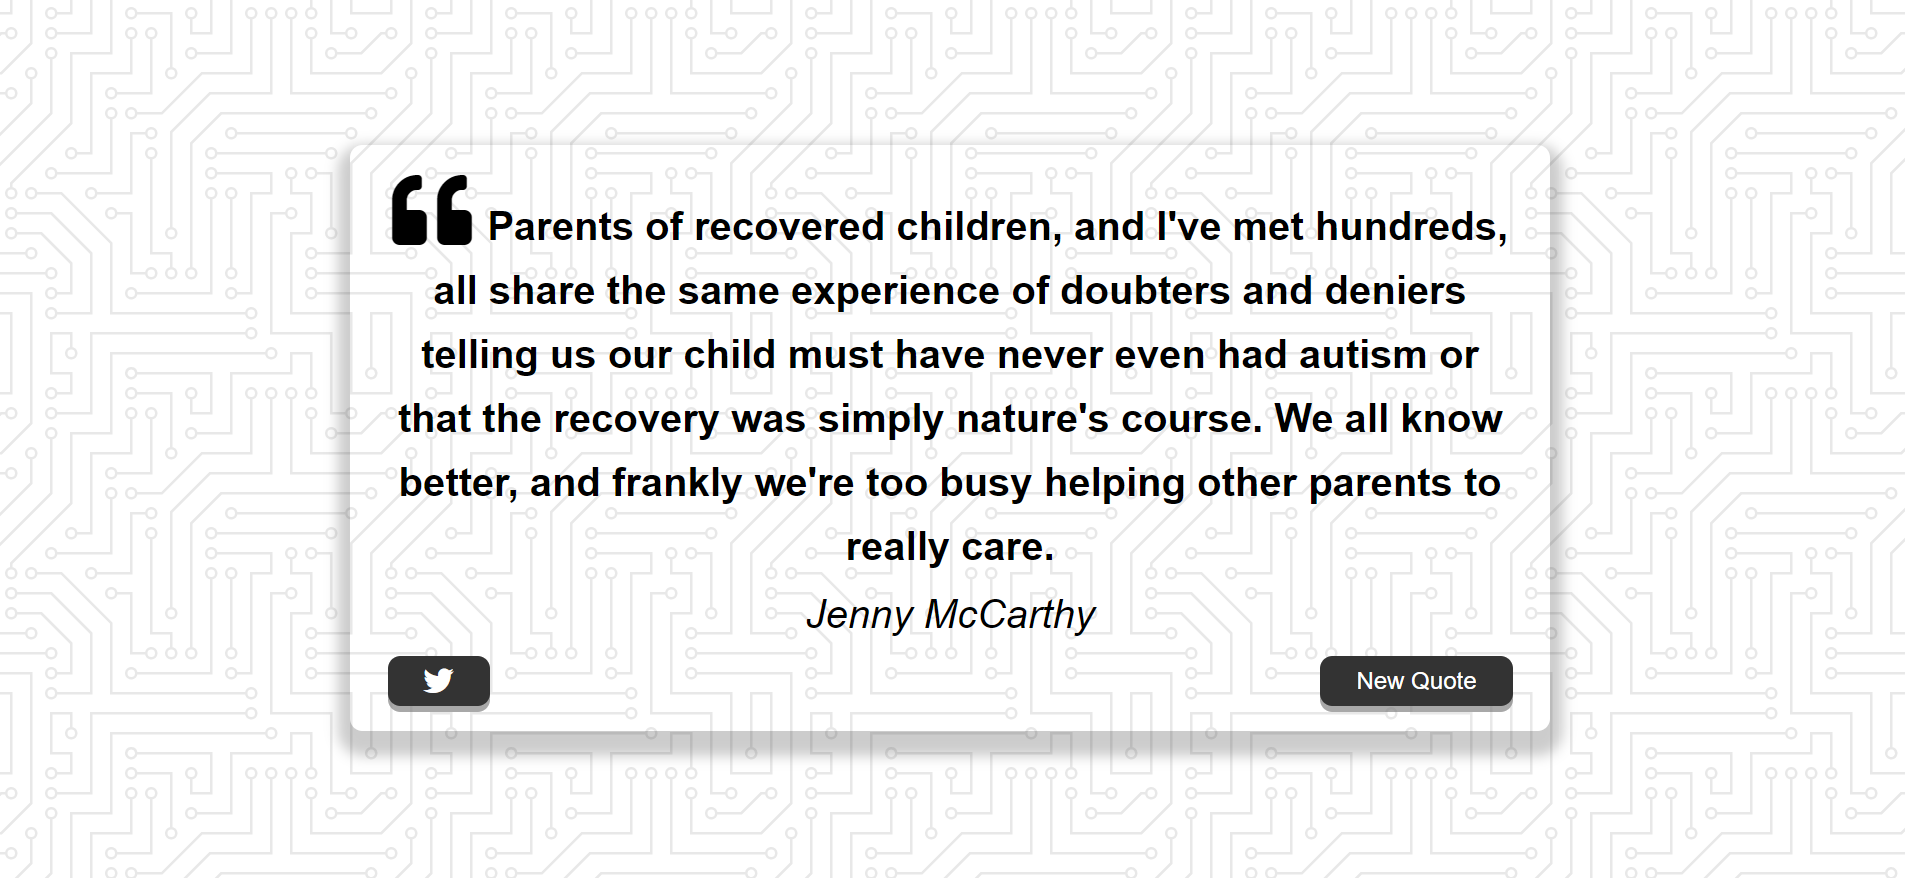 Parents of recovered children, and I've met hundreds,
all share the same experience of doubters and deniers
telling us our child must have never even had autism or
that the recovery was simply nature's course. We all know
better, and frankly we're too busy helping other parents to
really care.
Jenny McCarthy
New Quote